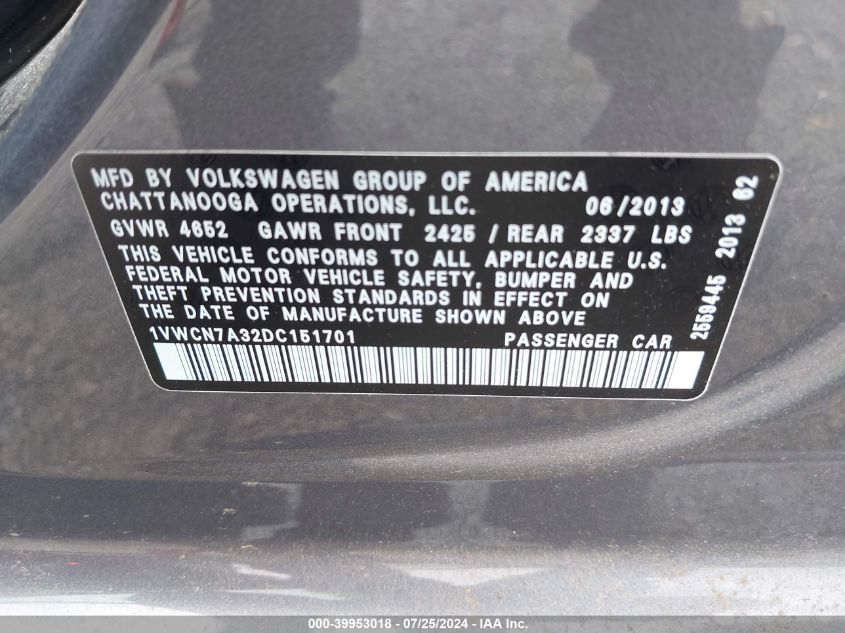 MFD BY VOLKSWAGEN GROUP OF AMERICA
CHATTANOOGA OPERATIONS, LLC. 06/2013
GVWR 4652 GAWR FRONT 2425 / REAR 2337 LBS
THIS VEHICLE CONFORMS TO ALL APPLICABLE U.S.
FEDERAL MOTOR VEHICLE SAFETY, BUMPER AND
THEFT PREVENTION STANDARDS IN EFFECT ON
THE DATE OF MANUFACTURE SHOWN ABOVE
1VWCN7A32DC151701 PASSENGER CAR
2559445 2013 62
000-39953018 - 07/25/2024 - © IAA, Inc.